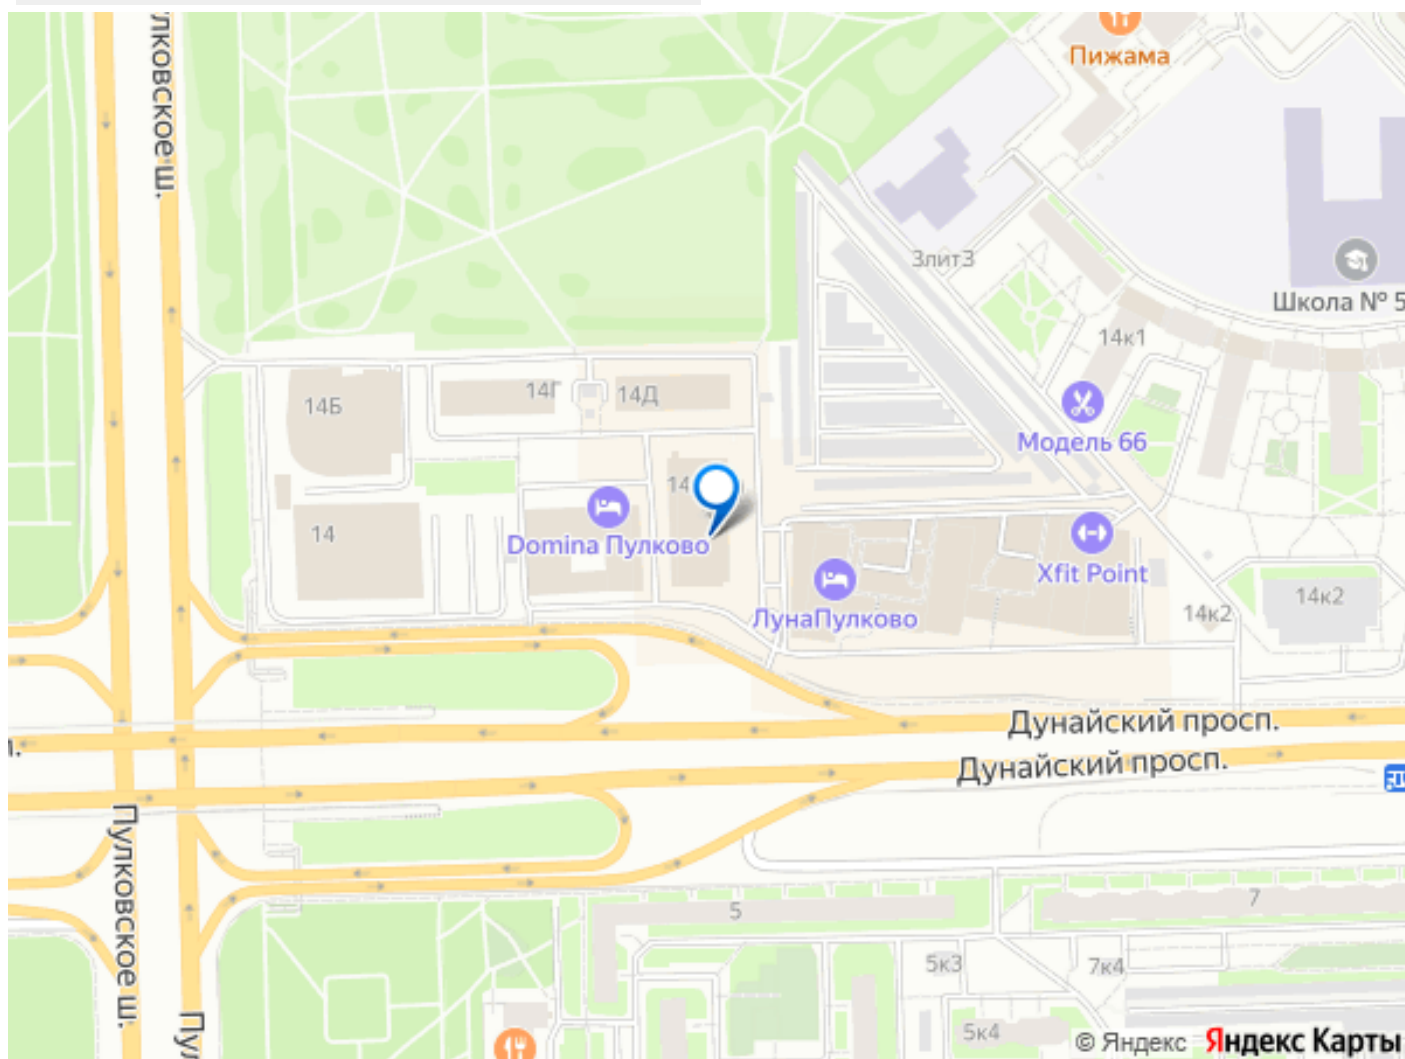 Пижама
Пулковское ш.
3лит3
Школа № 5
14к1
14Г
14Д
14Б
Модель 66
14
14
Domina Пулково
Xfit Point
ЛунаПулково
14к2
14к2
Дунайский просп.
Дунайский просп.
Пулковское ш.
5
7
5к3
7к4
5к4
© Яндекс Яндекс Карты